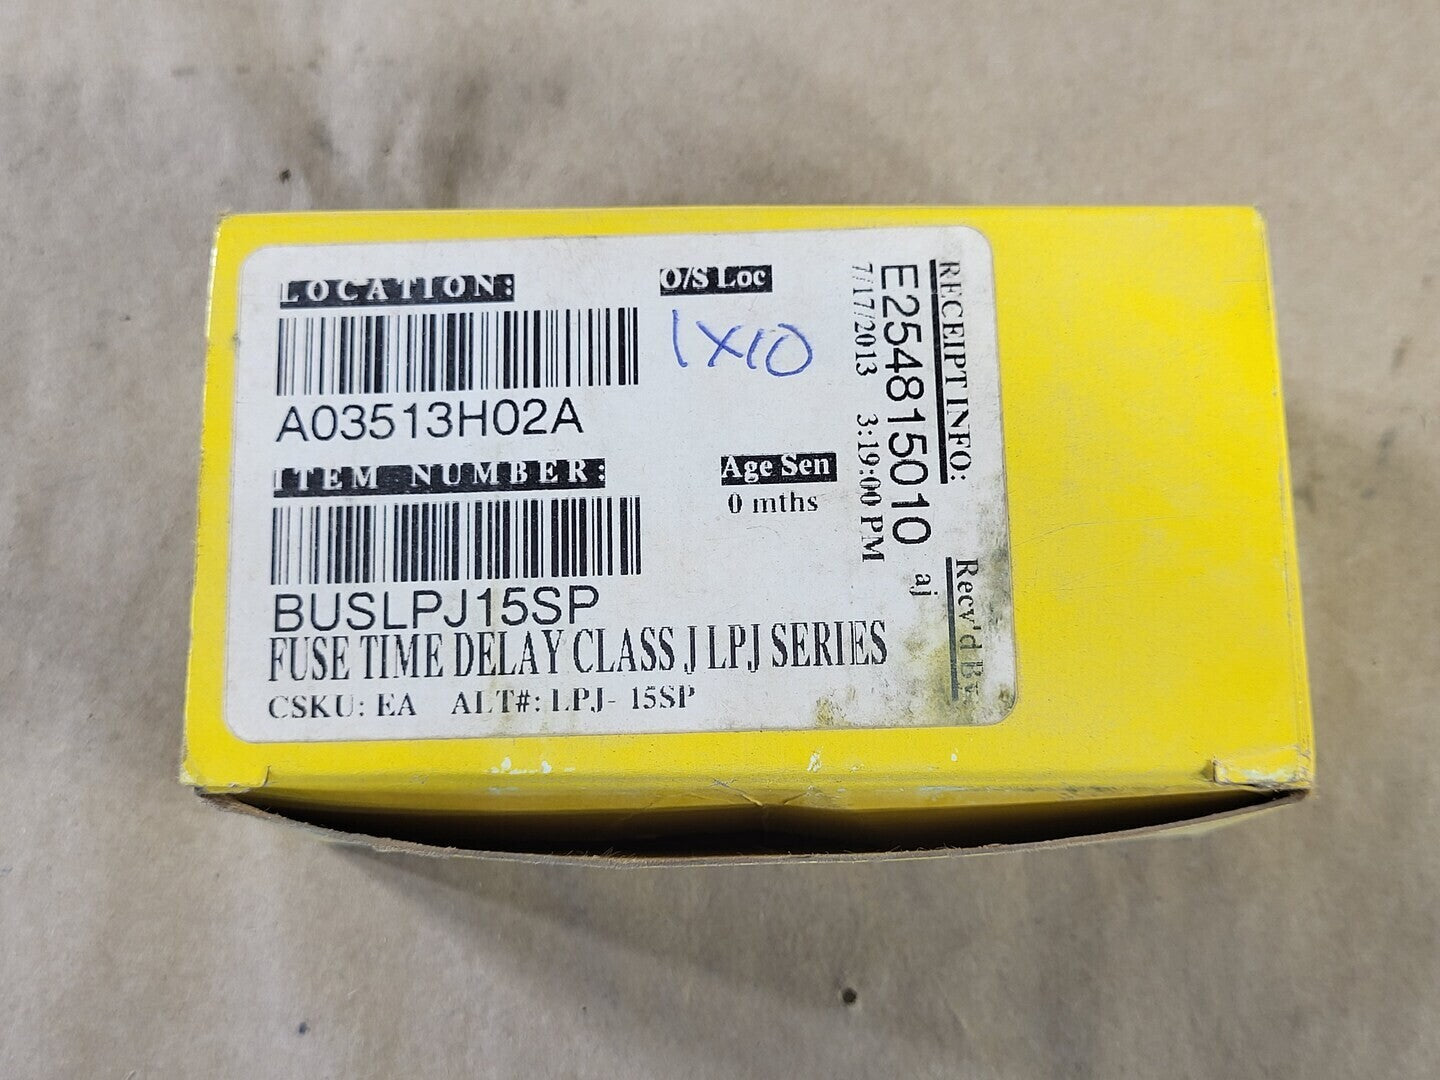 LOCATION:
O/S Loc
1X10
A03513H02A
ITEM NUMBER:
Age Sen
0 mths
BUSLPJ15SP
FUSE TIME DELAY CLASS J LPJ SERIES
CSKU: EA ALT#: LPJ- 15SP
RECEIPT INFO:
E254815010 aj
7/17/2013 3:19:00 PM
Rec'v'd By